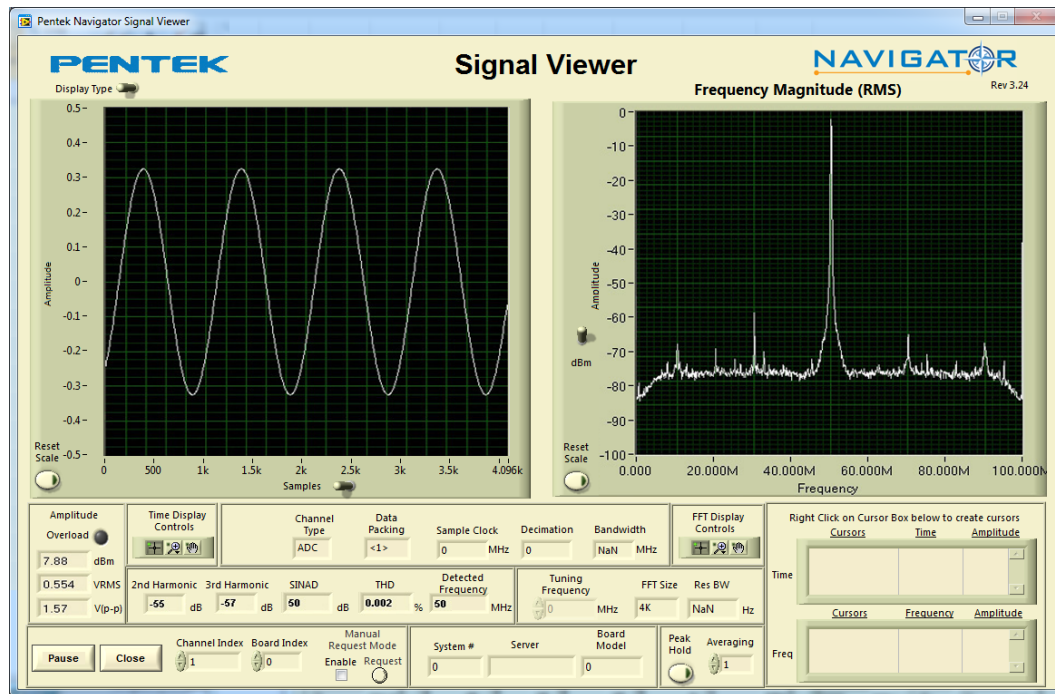 Pentek Navigator Signal Viewer
PENTEK
Signal Viewer
NAVIGATOR
Display Type
Frequency Magnitude (RMS)
Rev 3.24
0.5
0.4
0.3
0.2
0.1
0
-0.1
-0.2
-0.3
-0.4
-0.5
Amplitude
0 500 1k 1.5k 2k 2.5k 3k 3.5k 4.096k
Samples
Reset
Scale
0
-10
-20
-30
-40
-50
-60
-70
-80
-90
-100
Amplitude
dBm
Reset
Scale
0.000 20.000M 40.000M 60.000M 80.000M 100.000M
Frequency
Amplitude
Overload
7.88 dBm
0.554 VRMS
1.57 V(p-p)
Time Display
Controls
Channel
Type
ADC
Data
Packing
<1>
Sample Clock
0 MHz
Decimation
0
Bandwidth
NaN MHz
FFT Display
Controls
2nd Harmonic
-55 dB
3rd Harmonic
-57 dB
SINAD
50 dB
THD
0.002 %
Detected
Frequency
50 MHz
Tuning
Frequency
0 MHz
FFT Size
4K
Res BW
NaN Hz
Pause
Close
Channel Index
1
Board Index
0
Manual
Request Mode
Enable Request
System #
0
Server
Board
Model
0
Peak
Hold
Averaging
1
Right Click on Cursor Box below to create cursors
Cursors Time Amplitude
Time
Cursors Frequency Amplitude
Freq